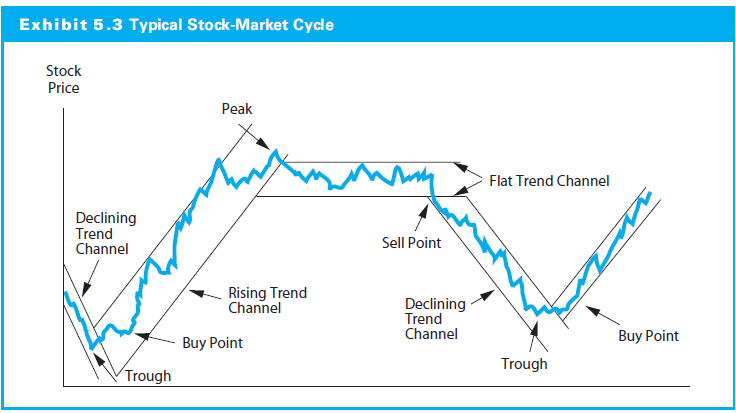 Exhibit 5.3 Typical Stock-Market Cycle
Stock
Price
Peak
Flat Trend Channel
Declining
Trend
Channel
Sell Point
Rising Trend
Channel
Declining
Trend
Channel
Buy Point
Buy Point
Trough
Trough